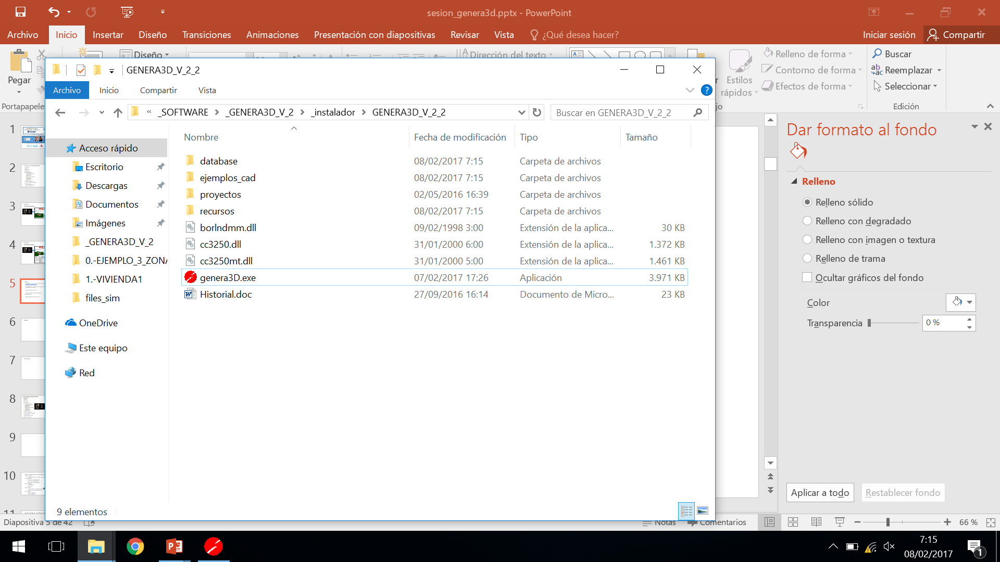 sesion_genera3d.pptx - PowerPoint
Archivo Inicio Insertar Diseño Transiciones Animaciones Presentación con diapositivas Revisar Vista ¿Qué desea hacer? Iniciar sesión Compartir
Pegar
Portapapeles
Diseño
Dirección del texto
Estilos
rápidos
Relleno de forma
Contorno de forma
Efectos de forma
Buscar
Reemplazar
Seleccionar
Edición
GENERA3D_V_2_2
Archivo Inicio Compartir Vista
« _SOFTWARE > _GENERA3D_V_2 > _instalador > GENERA3D_V_2_2
Buscar en GENERA3D_V_2_2
Nombre Fecha de modificación Tipo Tamaño
database 08/02/2017 7:15 Carpeta de archivos
ejemplos_cad 08/02/2017 7:15 Carpeta de archivos
proyectos 02/05/2016 16:39 Carpeta de archivos
recursos 08/02/2017 7:15 Carpeta de archivos
borlndmm.dll 09/02/1998 3:00 Extensión de la aplica... 30 KB
cc3250.dll 31/01/2000 6:00 Extensión de la aplica... 1.372 KB
cc3250mt.dll 31/01/2000 5:00 Extensión de la aplica... 1.461 KB
genera3D.exe 07/02/2017 17:26 Aplicación 3.971 KB
Historial.doc 27/09/2016 16:14 Documento de Micro... 23 KB
Acceso rápido
Escritorio
Descargas
Documentos
Imágenes
_GENERA3D_V_2
0.-EJEMPLO_3_ZONA
1.-VIVIENDA1
files_sim
OneDrive
Este equipo
Red
9 elementos
1
2
3
4
5
6
7
8
9
10
11
Dar formato al fondo
Relleno
Relleno sólido
Relleno con degradado
Relleno con imagen o textura
Relleno de trama
Ocultar gráficos del fondo
Color
Transparencia 0 %
Aplicar a todo Restablecer fondo
Diapositiva 5 de 42
Notas Comentarios 66 %
7:15
08/02/2017
1